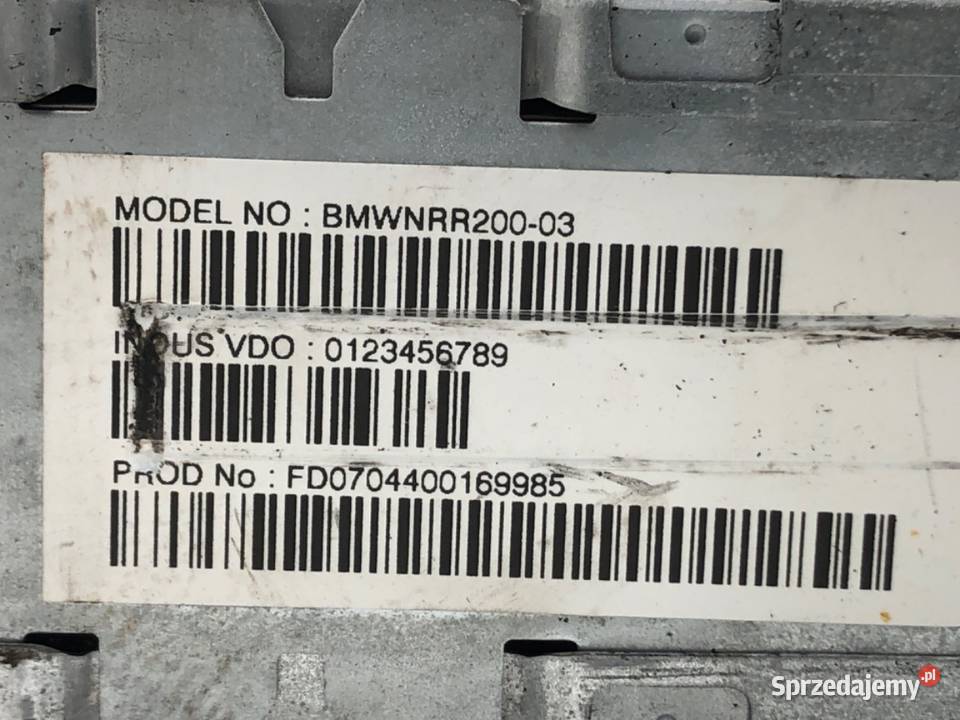 MODEL NO : BMWNRR200-03
VDO : 0123456789
PROD No : FD0704400169985
Sprzedajemy.pl